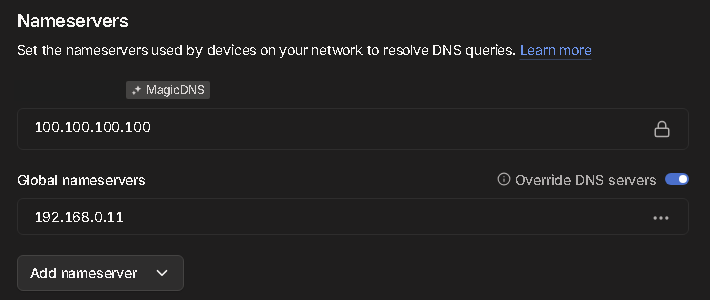 Nameservers
Set the nameservers used by devices on your network to resolve DNS queries. Learn more
MagicDNS
100.100.100.100
Global nameservers
Override DNS servers
192.168.0.11
Add nameserver